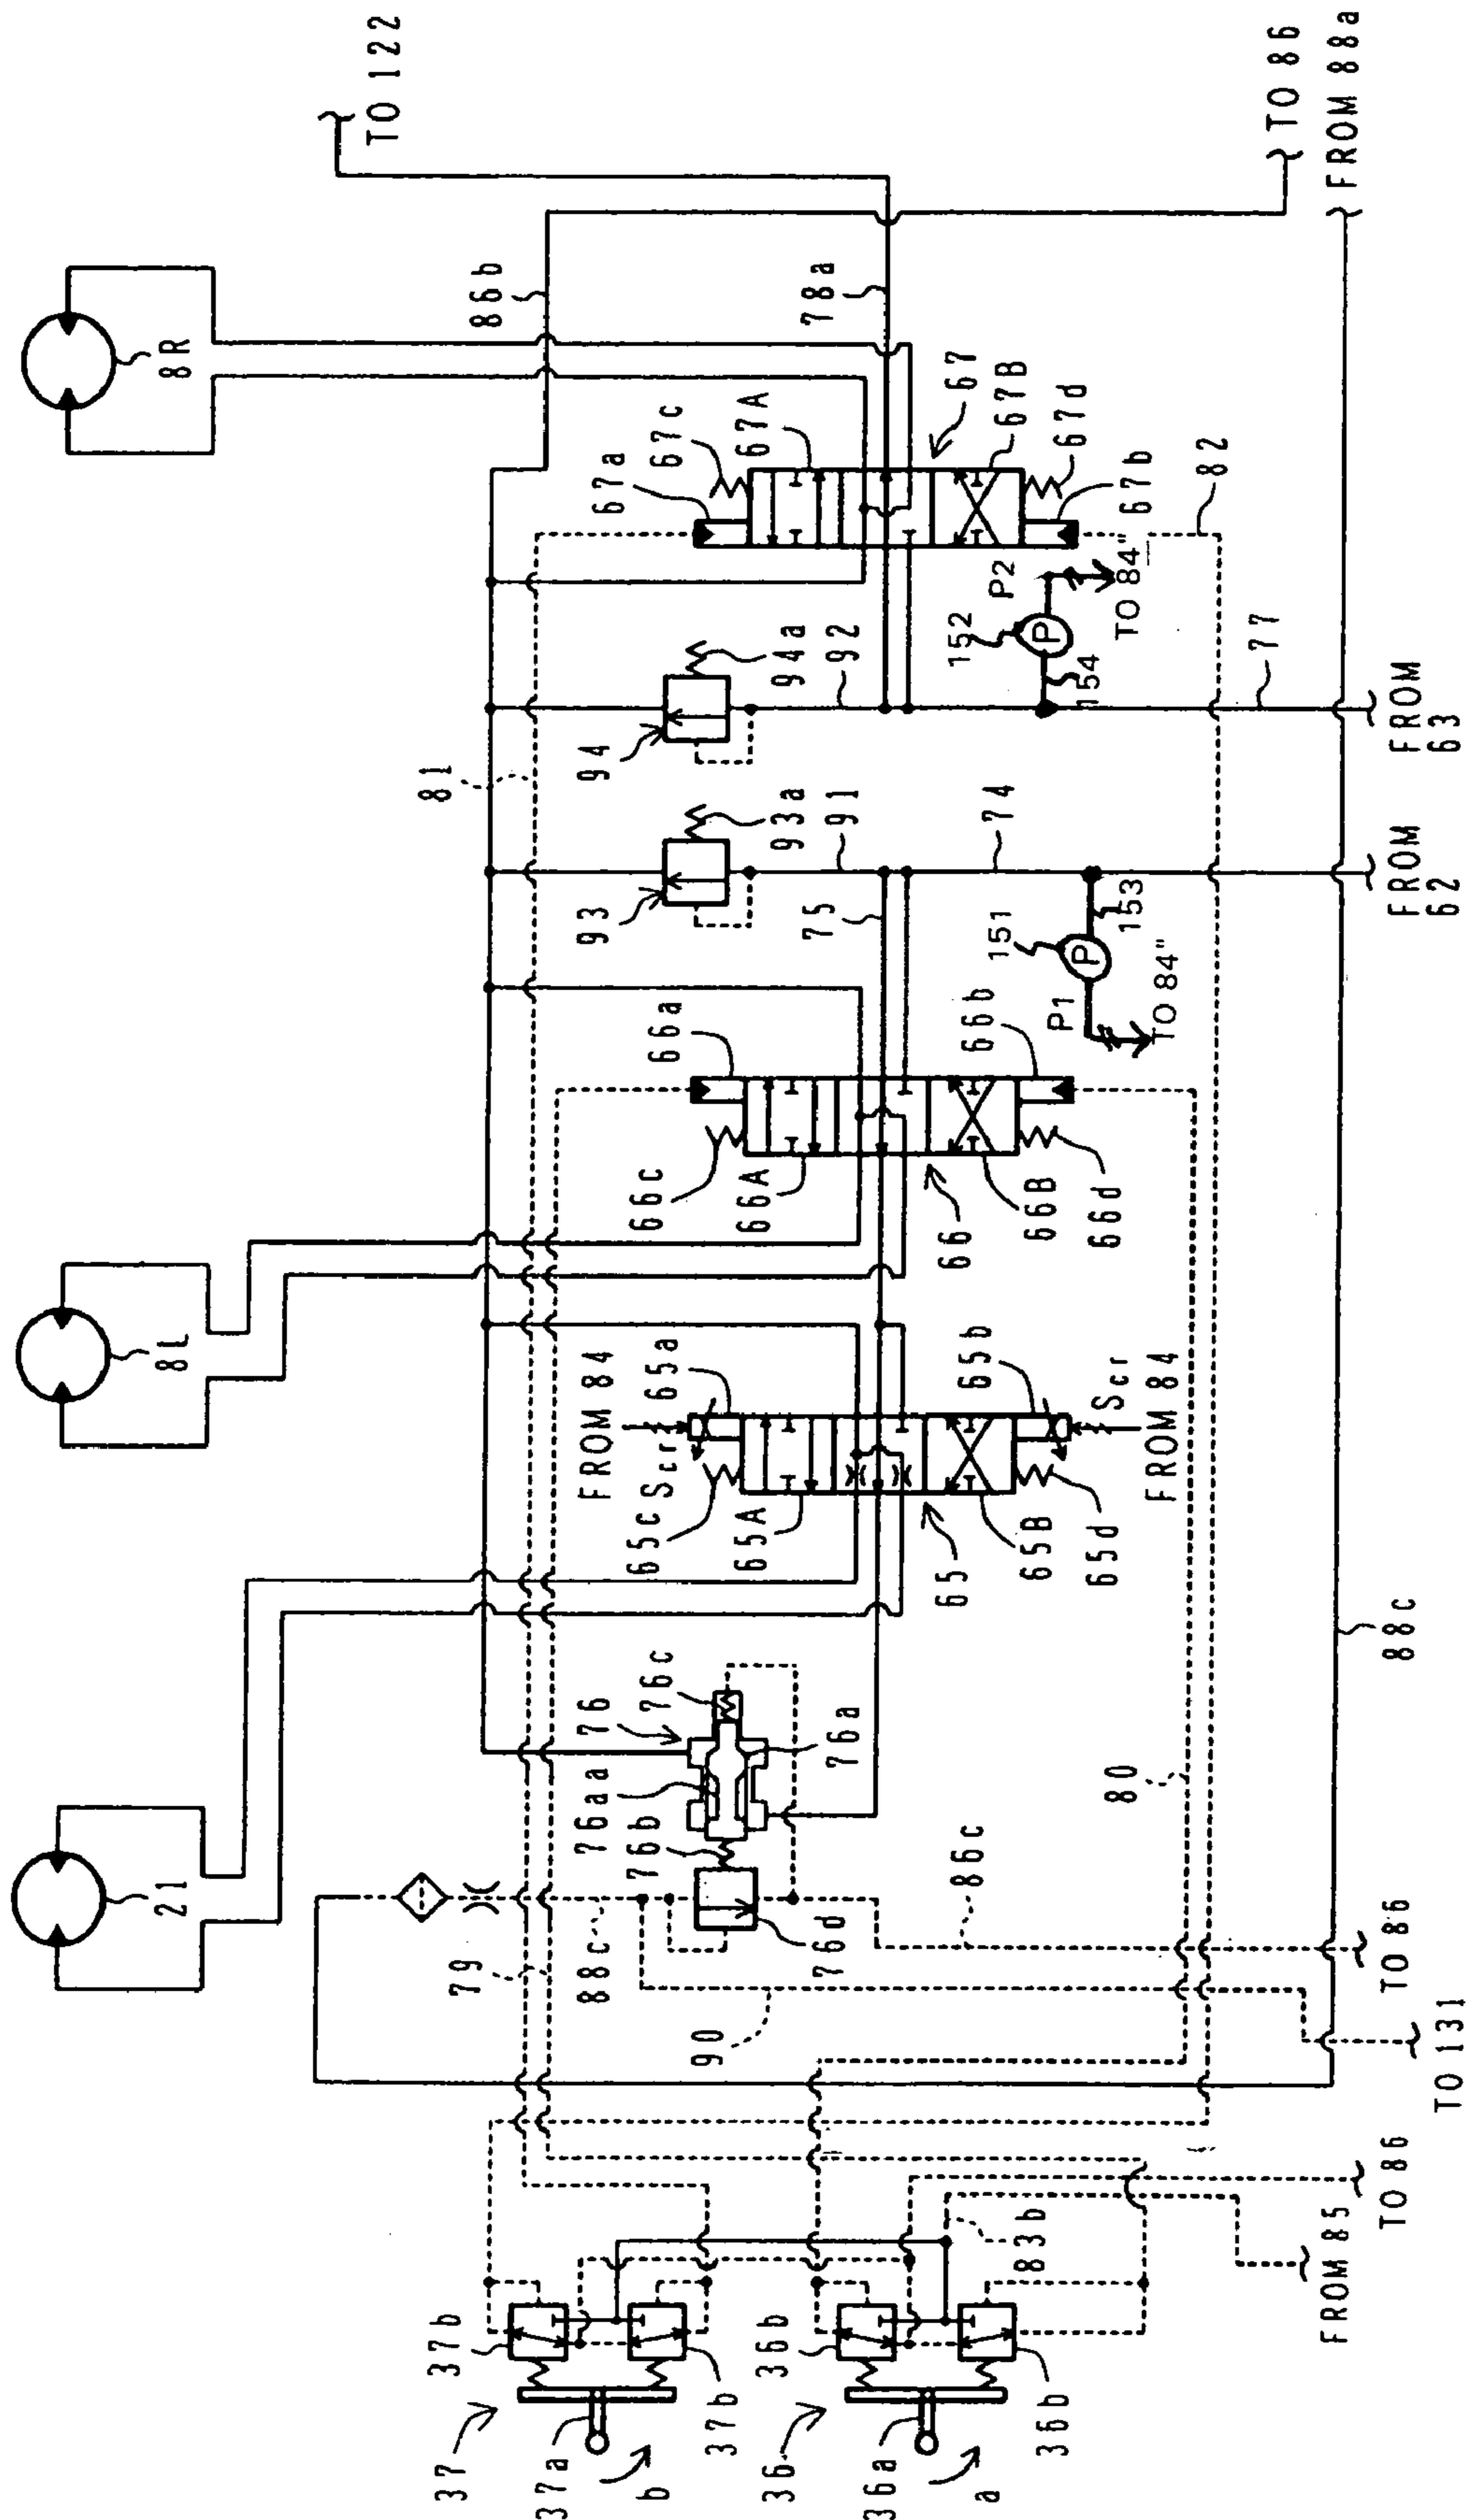 TO 122
TO 86
FROM 88a
8R
86b
78a
67a
67c
67A
67
67B
67d
67b
82
P2
152
TO 84"
154
94a
92
94
77
FROM
63
81
93a
91
74
93
75
151
153
FROM
62
P1
TO 84"
66a
66b
66c
66A
66
66B
66d
8L
FROM 84
Scr
65a
65b
Scr
FROM 84
65c
65A
65
65B
65d
88c
76
76c
76aa
76a
76b
76d
80
21
79
88c
86c
90
TO 86
TO 131
TO 86
83b
FROM 85
37b
37
37a
b
37b
36b
36
36a
a
36b